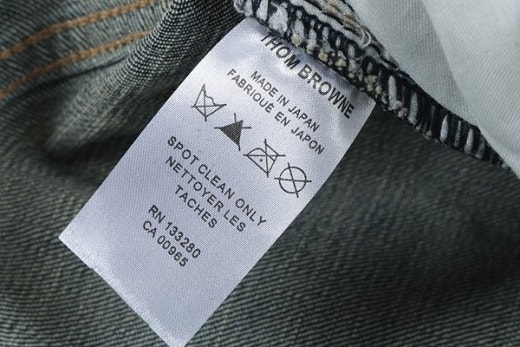 THOM BROWNE
MADE IN JAPAN
FABRIQUÉ EN JAPON
SPOT CLEAN ONLY
NETTOYER LES
TACHES
RN 133280
CA 00965